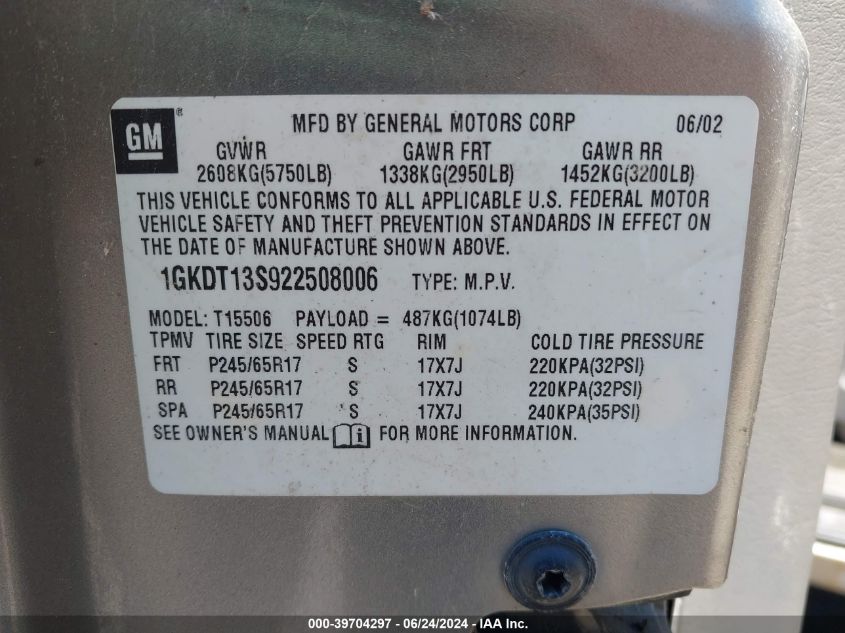 GM ® MFD BY GENERAL MOTORS CORP 06/02
GVWR GAWR FRT GAWR RR
2608KG(5750LB) 1338KG(2950LB) 1452KG(3200LB)
THIS VEHICLE CONFORMS TO ALL APPLICABLE U.S. FEDERAL MOTOR
VEHICLE SAFETY AND THEFT PREVENTION STANDARDS IN EFFECT ON
THE DATE OF MANUFACTURE SHOWN ABOVE.
1GKDT13S922508006 TYPE: M.P.V.
MODEL: T15506 PAYLOAD = 487KG(1074LB)
TPMV TIRE SIZE SPEED RTG RIM COLD TIRE PRESSURE
FRT P245/65R17 S 17X7J 220KPA(32PSI)
RR P245/65R17 S 17X7J 220KPA(32PSI)
SPA P245/65R17 S 17X7J 240KPA(35PSI)
SEE OWNER'S MANUAL i FOR MORE INFORMATION.
000-39704297 - 06/24/2024 - IAA Inc.